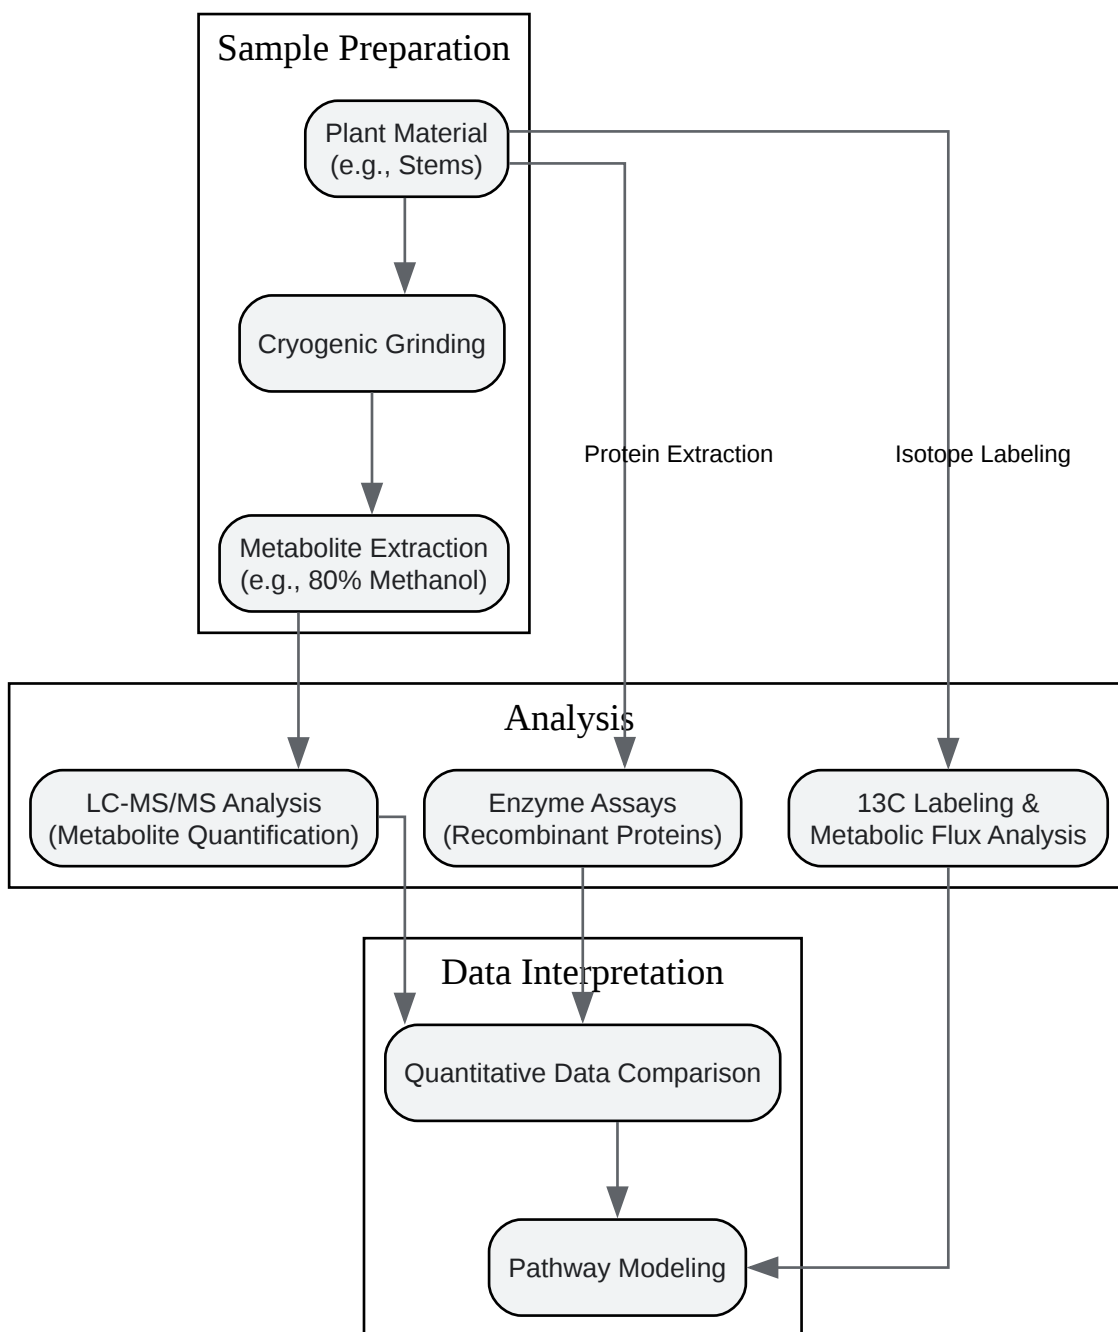 Sample Preparation
Plant Material
(e.g., Stems)
Cryogenic Grinding
Protein Extraction
Isotope Labeling
Metabolite Extraction
(e.g., 80% Methanol)
Analysis
LC-MS/MS Analysis
(Metabolite Quantification)
Enzyme Assays
(Recombinant Proteins)
13C Labeling &
Metabolic Flux Analysis
Data Interpretation
Quantitative Data Comparison
Pathway Modeling